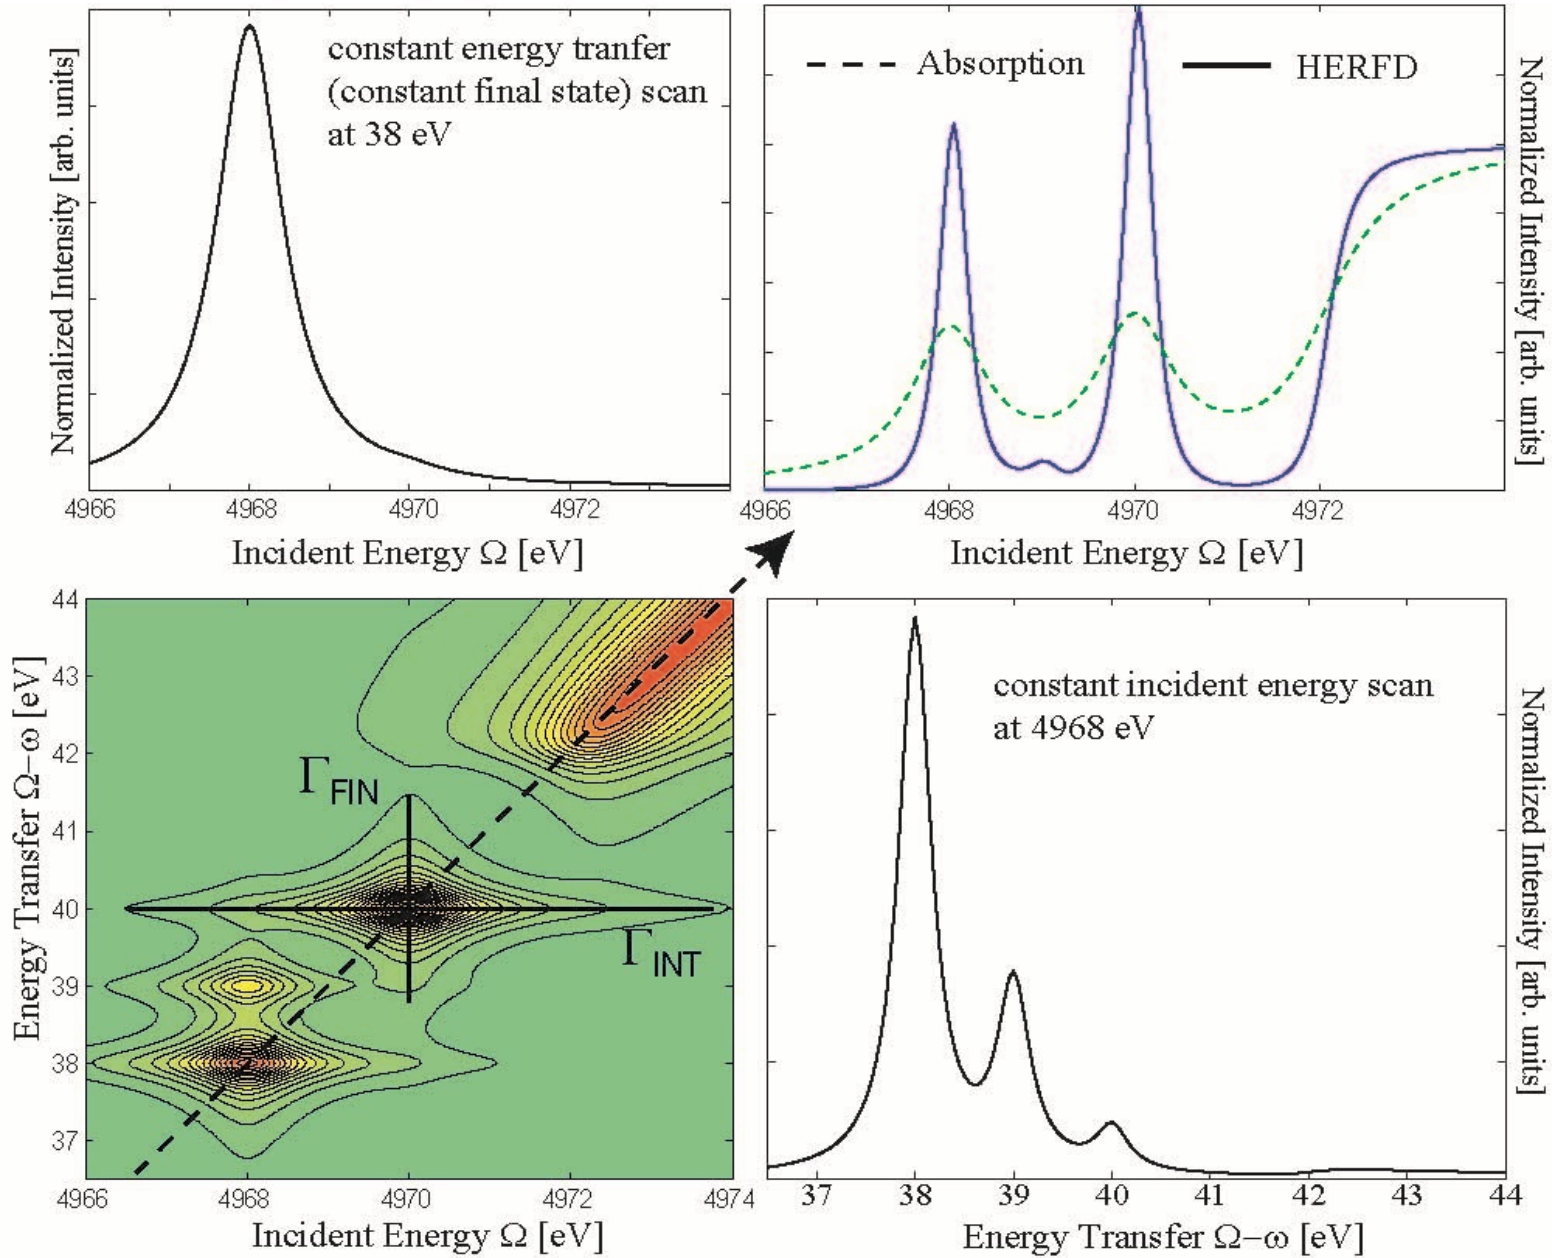 Normalized Intensity [arb. units]
constant energy tranfer
(constant final state) scan
at 38 eV
4966 4968 4970 4972
Incident Energy Ω [eV]
Absorption HERFD
Normalized Intensity [arb. units]
4966 4968 4970 4972
Incident Energy Ω [eV]
Energy Transfer Ω−ω [eV]
44
43
42
41
40
39
38
37
Γ FIN
Γ INT
4966 4968 4970 4972 4974
Incident Energy Ω [eV]
constant incident energy scan
at 4968 eV
Normalized Intensity [arb. units]
37 38 39 40 41 42 43 44
Energy Transfer Ω−ω [eV]